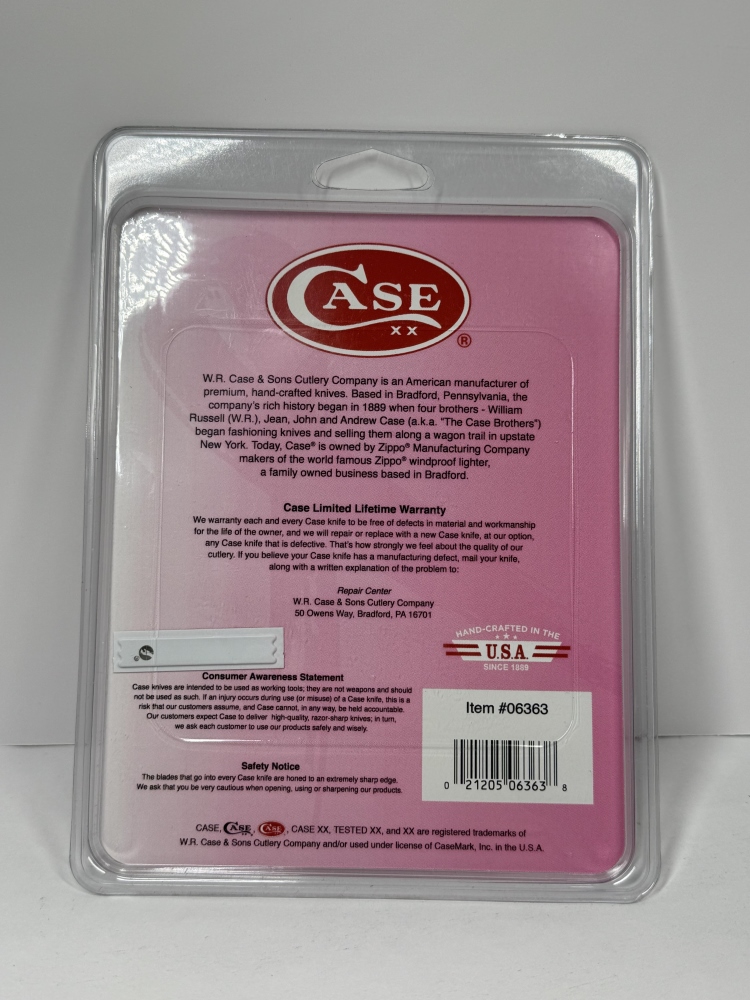 CASE
XX
®
W.R. Case & Sons Cutlery Company is an American manufacturer of
premium, hand-crafted knives. Based in Bradford, Pennsylvania, the
company's rich history began in 1889 when four brothers - William
Russell (W.R.), Jean, John and Andrew Case (a.k.a. "The Case Brothers")
began fashioning knives and selling them along a wagon trail in upstate
New York. Today, Case® is owned by Zippo® Manufacturing Company
makers of the world famous Zippo® windproof lighter,
a family owned business based in Bradford.
Case Limited Lifetime Warranty
We warranty each and every Case knife to be free of defects in material and workmanship
for the life of the owner, and we will repair or replace with a new Case knife, at our option,
any Case knife that is defective. That's how strongly we feel about the quality of our
cutlery. If you believe your Case knife has a manufacturing defect, mail your knife,
along with a written explanation of the problem to:
Repair Center
W.R. Case & Sons Cutlery Company
50 Owens Way, Bradford, PA 16701
HAND-CRAFTED IN THE
U.S.A.
SINCE 1889
Consumer Awareness Statement
Case knives are intended to be used as working tools; they are not weapons and should
not be used as such. If an injury occurs during use (or misuse) of a Case knife, this is a
risk that our customers assume, and Case cannot, in any way, be held accountable.
Our customers expect Case to deliver high-quality, razor-sharp knives; in turn,
we ask each customer to use our products safely and wisely.
Item #06363
0 21205 06363 8
Safety Notice
The blades that go into every Case knife are honed to an extremely sharp edge.
We ask that you be very cautious when opening, using or sharpening our products.
CASE, CASE XX, CASE XX, CASE XX, TESTED XX, and XX are registered trademarks of
W.R. Case & Sons Cutlery Company and/or used under license of CaseMark, Inc. in the U.S.A.